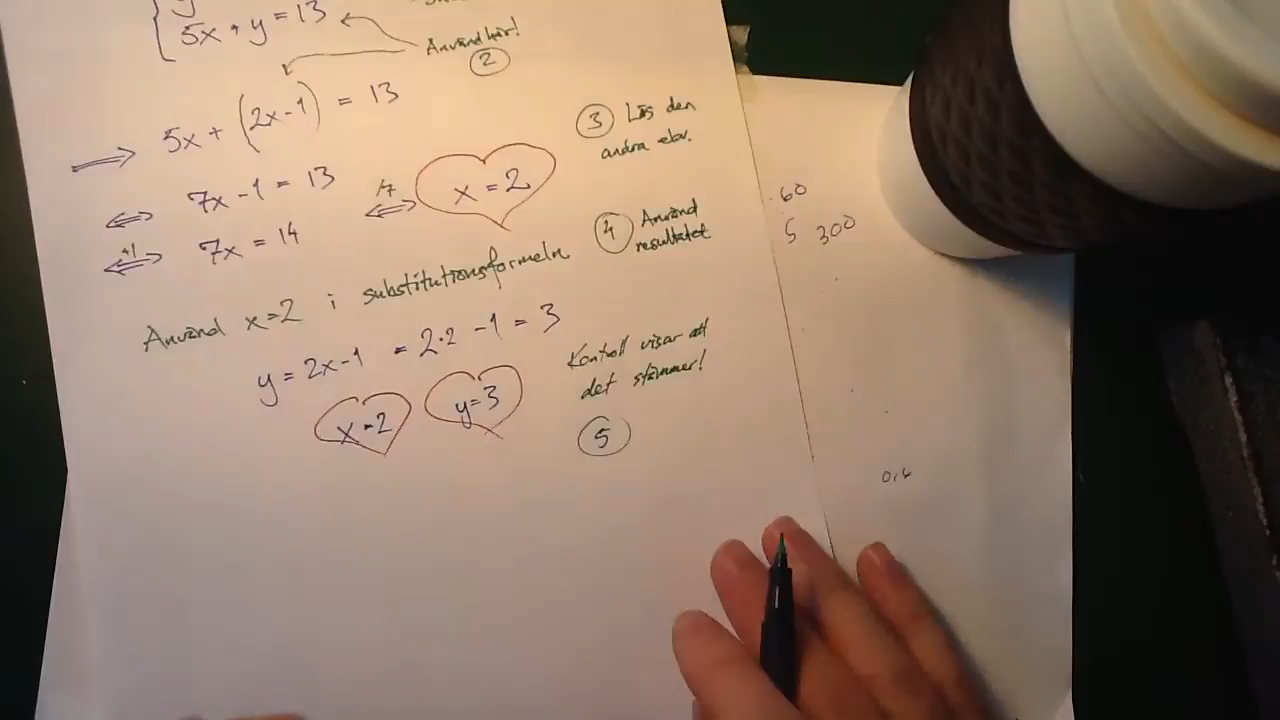 y
5x + y = 13
Använd här!
2
5x + (2x-1) = 13
3 Lös den
andra ekv.
7x - 1 = 13
/7
x = 2
+1
7x = 14
4 Använd
resultatet
Använd x=2 i substitutionsformeln
y = 2x-1 = 2·2 - 1 = 3
Kontroll visar att
det stämmer!
x=2 y=3
5
60
5 300